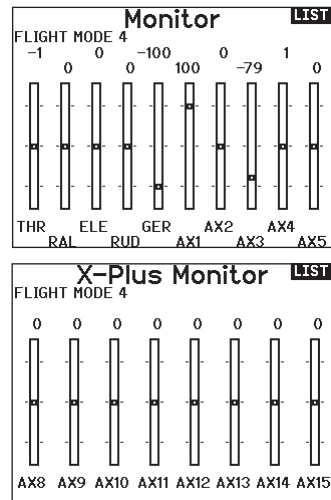 Monitor LIST
FLIGHT MODE 4
-1 0 -100 0 1
0 0 100 -79 0
THR ELE GER AX2 AX4
RAL RUD AX1 AX3 AX5
X-Plus Monitor LIST
FLIGHT MODE 4
0 0 0 0 0 0 0 0
AX8 AX9 AX10 AX11 AX12 AX13 AX14 AX15